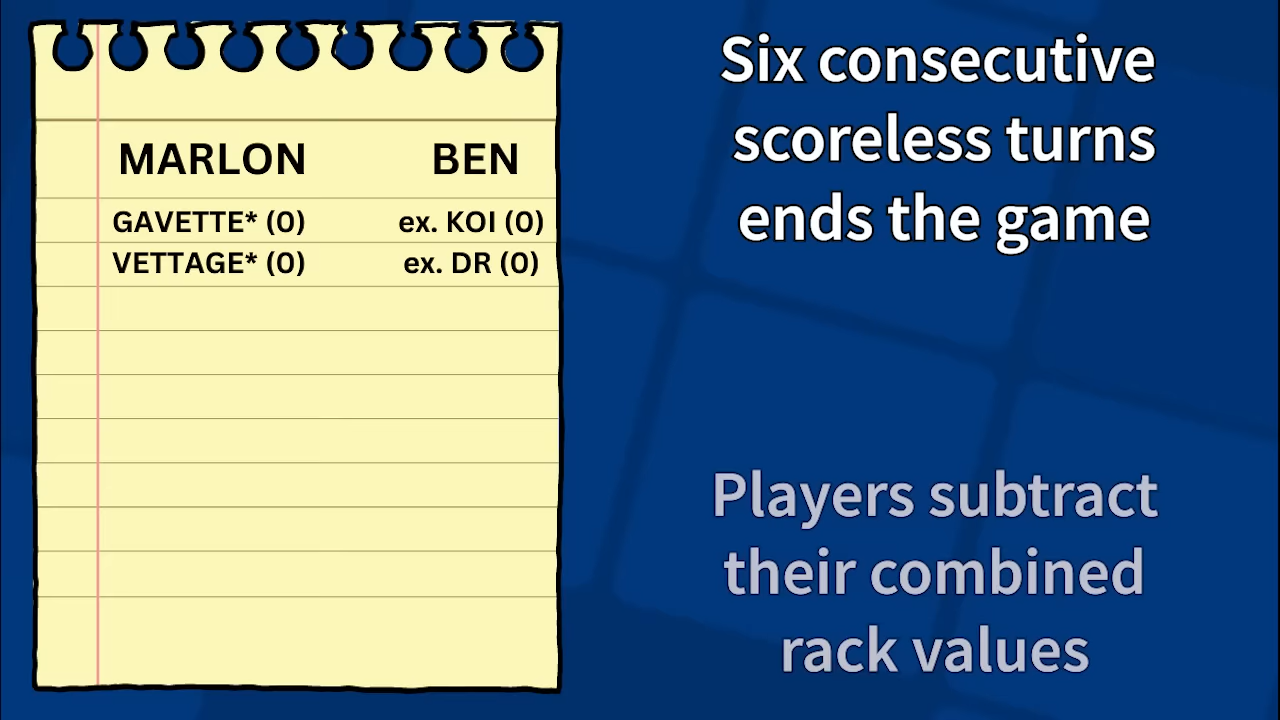 MARLON BEN
GAVETTE* (0) ex. KOI (0)
VETTAGE* (0) ex. DR (0)
Six consecutive
scoreless turns
ends the game
Players subtract
their combined
rack values